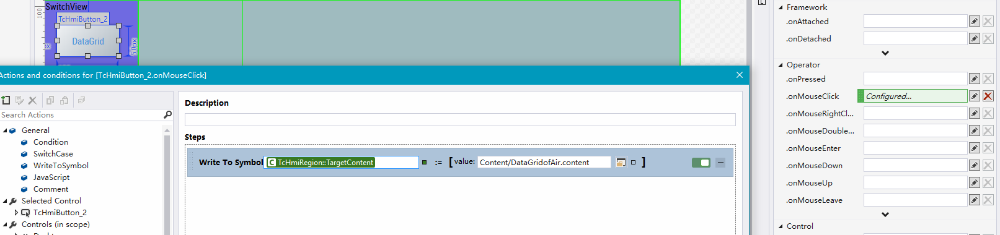 SwitchView
100
TcHmiButton_2
DataGrid
px
50px
Actions and conditions for [TcHmiButton_2.onMouseClick]
Search Actions
General
Condition
SwitchCase
WriteToSymbol
JavaScript
Comment
Selected Control
TcHmiButton_2
Controls (in scope)
Description
Steps
Write To Symbol C TcHmiRegion::TargetContent := [ value: Content/DataGridofAir.content ]
Framework
.onAttached
.onDetached
Operator
.onPressed
.onMouseClick Configured...
.onMouseRightCl...
.onMouseDouble...
.onMouseEnter
.onMouseDown
.onMouseUp
.onMouseLeave
Control